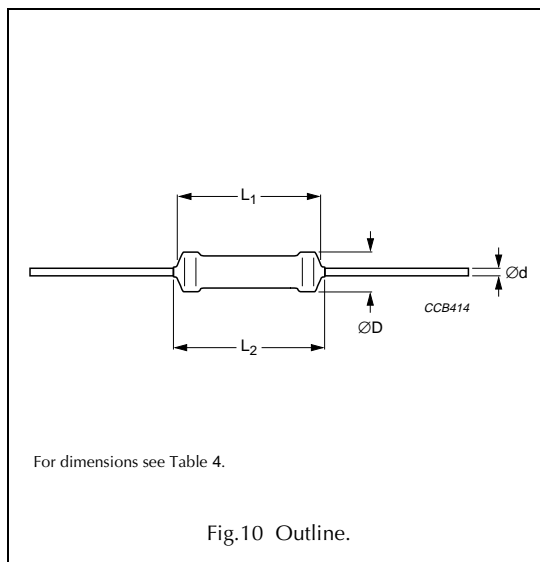 L₁
Ød
CCB414
ØD
L₂
For dimensions see Table 4.
Fig.10 Outline.